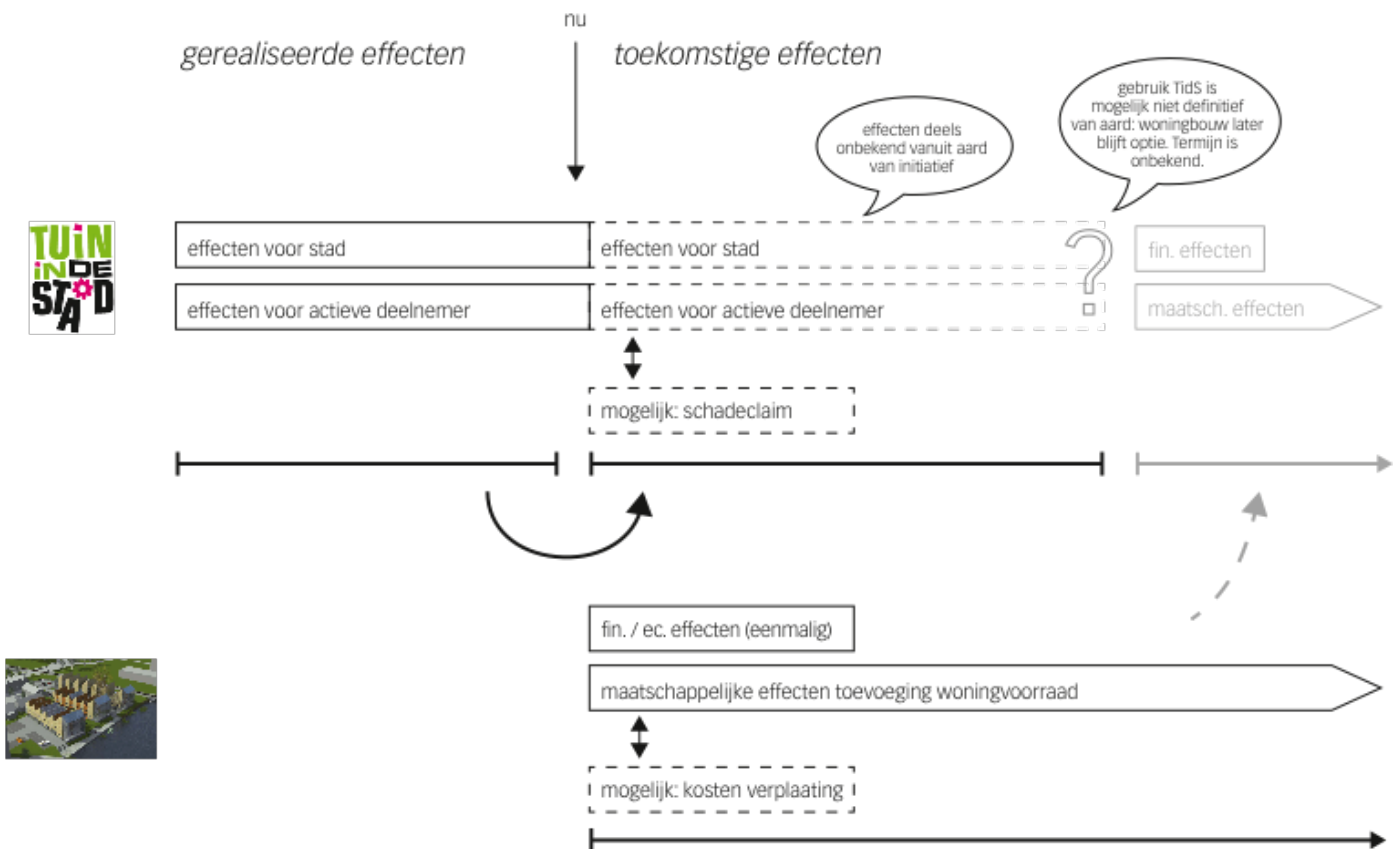 nu
gerealiseerde effecten
toekomstige effecten
effecten deels
onbekend vanuit aard
van initiatief
gebruik TidS is
mogelijk niet definitief
van aard: woningbouw later
blijft optie. Termijn is
onbekend.
TUiN
iN DE
STAD
effecten voor stad
effecten voor stad
?
fin. effecten
effecten voor actieve deelnemer
effecten voor actieve deelnemer
maatsch. effecten
mogelijk: schadeclaim
fin. / ec. effecten (eenmalig)
maatschappelijke effecten toevoeging woningvoorraad
mogelijk: kosten verplaating